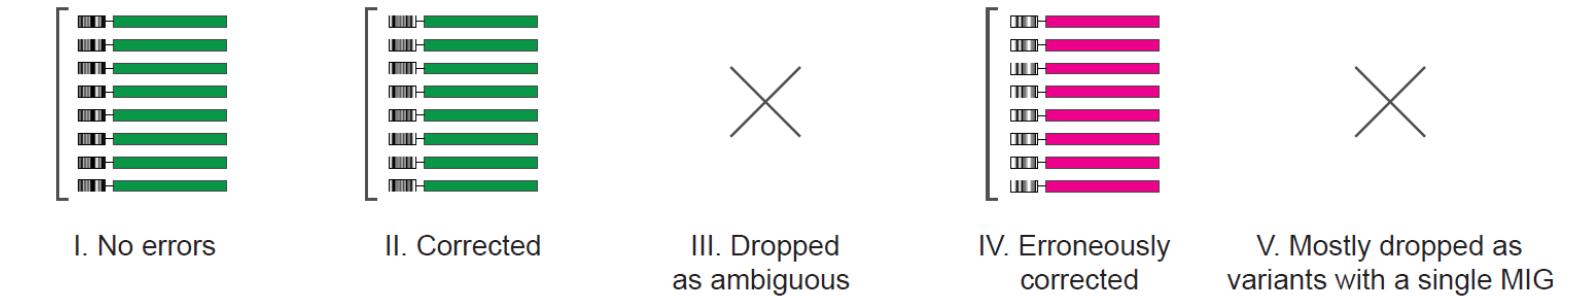 I. No errors
II. Corrected
III. Dropped
as ambiguous
IV. Erroneously
corrected
V. Mostly dropped as
variants with a single MIG